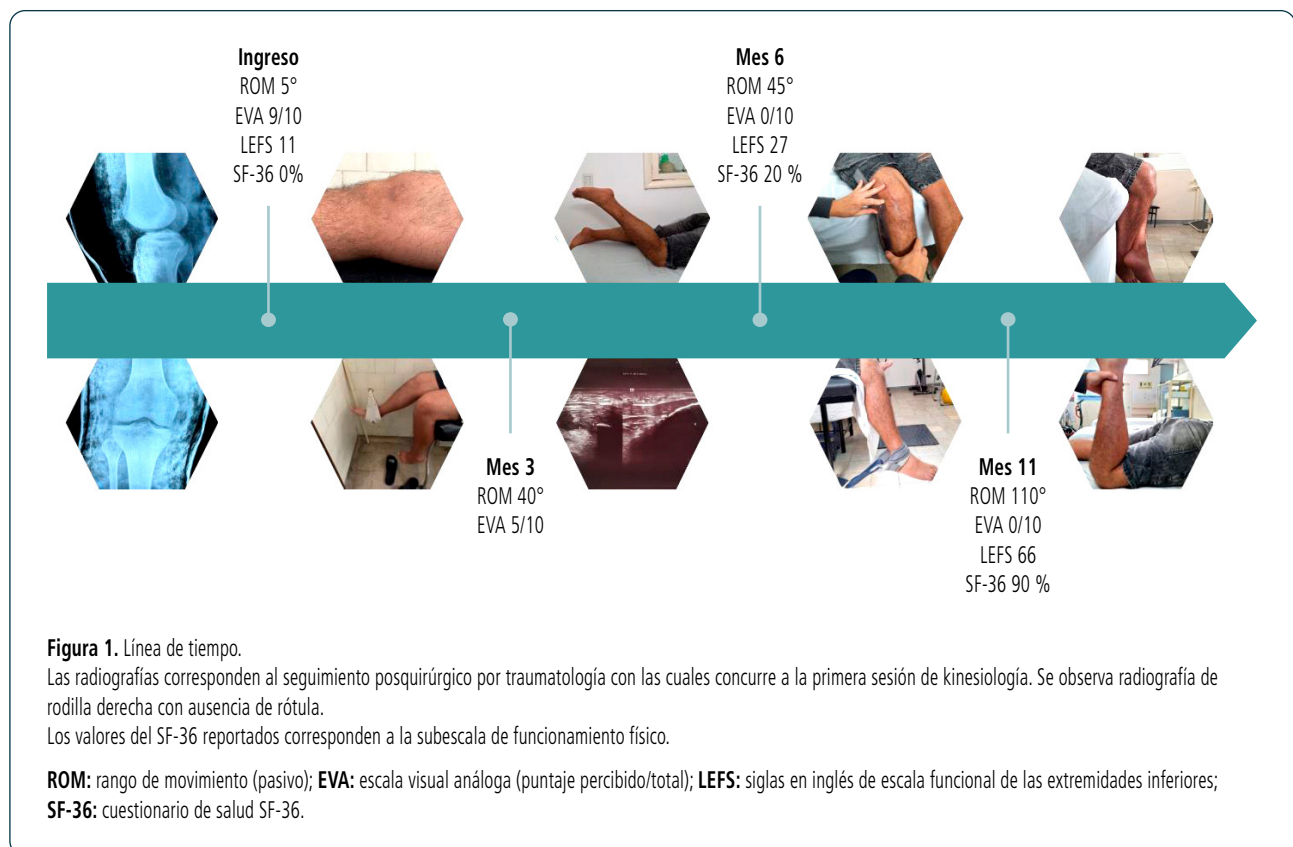 Ingreso
ROM 5°
EVA 9/10
LEFS 11
SF-36 0%
Mes 6
ROM 45°
EVA 0/10
LEFS 27
SF-36 20 %
Mes 3
ROM 40°
EVA 5/10
Mes 11
ROM 110°
EVA 0/10
LEFS 66
SF-36 90 %
Figura 1. Línea de tiempo.
Las radiografías corresponden al seguimiento posquirúrgico por traumatología con las cuales concurre a la primera sesión de kinesiología. Se observa radiografía de
rodilla derecha con ausencia de rótula.
Los valores del SF-36 reportados corresponden a la subescala de funcionamiento físico.
ROM: rango de movimiento (pasivo); EVA: escala visual análoga (puntaje percibido/total); LEFS: siglas en inglés de escala funcional de las extremidades inferiores;
SF-36: cuestionario de salud SF-36.